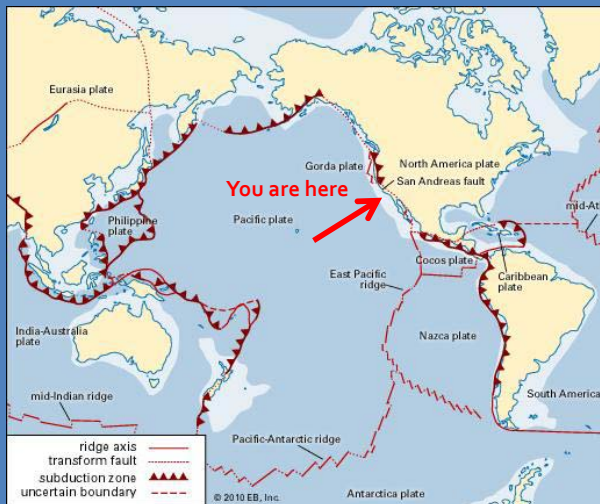 Eurasia plate
Gorda plate
North America plate
San Andreas fault
You are here
mid-At
Philippine
plate
Pacific plate
Cocos plate
Caribbean
plate
East Pacific
ridge
India-Australia
plate
Nazca plate
mid-Indian ridge
South America
Pacific-Antarctic ridge
ridge axis
transform fault
subduction zone
uncertain boundary
© 2010 EB, Inc.
Antarctica plate